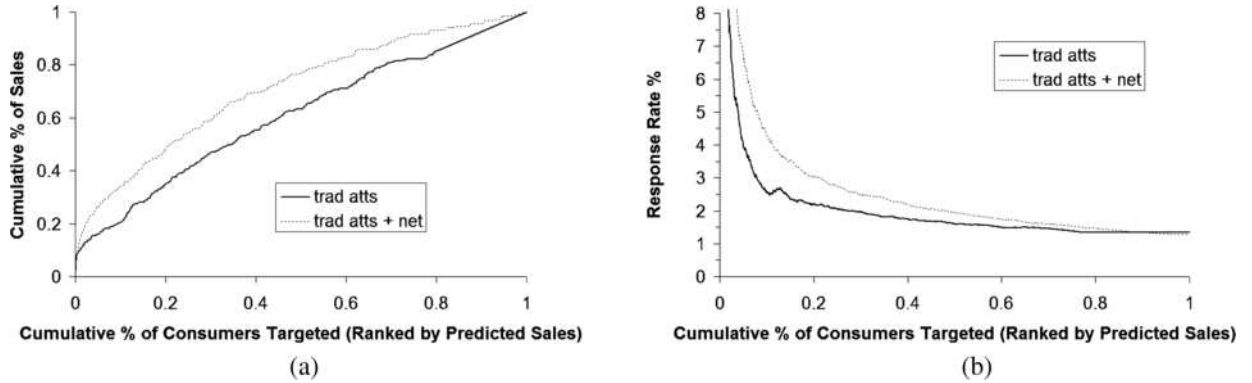 1
0.8
0.6
0.4
0.2
0
Cumulative % of Sales
trad atts
trad atts + net
0 0.2 0.4 0.6 0.8 1
Cumulative % of Consumers Targeted (Ranked by Predicted Sales)
(a)
8
7
6
5
4
3
2
1
0
Response Rate %
trad atts
trad atts + net
0 0.2 0.4 0.6 0.8 1
Cumulative % of Consumers Targeted (Ranked by Predicted Sales)
(b)